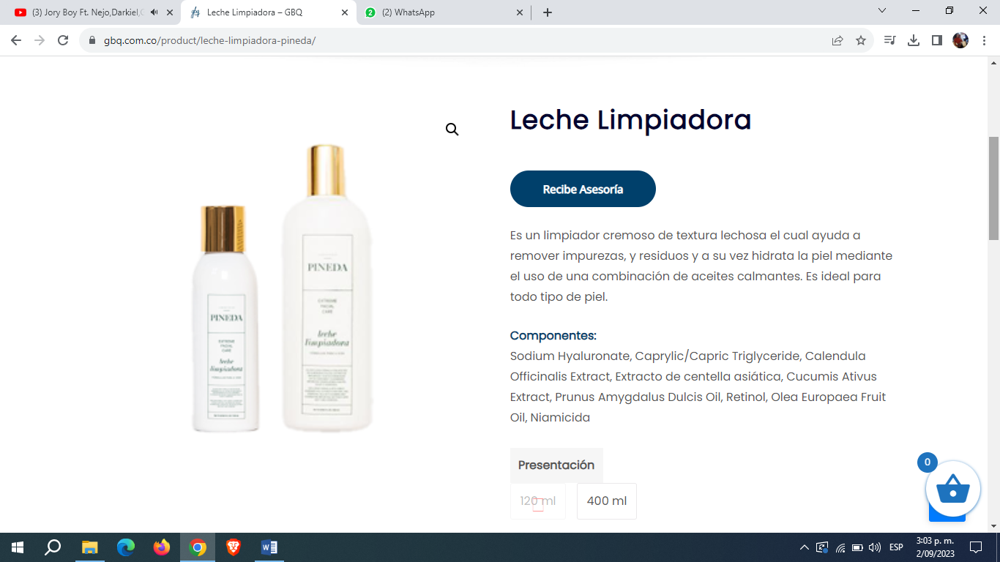 (3) Jory Boy Ft. Nejo,Darkiel,
Leche Limpiadora – GBQ
(2) WhatsApp
gbq.com.co/product/leche-limpiadora-pineda/
Leche Limpiadora
Recibe Asesoría
Es un limpiador cremoso de textura lechosa el cual ayuda a
remover impurezas, y residuos y a su vez hidrata la piel mediante
el uso de una combinación de aceites calmantes. Es ideal para
todo tipo de piel.
Componentes:
Sodium Hyaluronate, Caprylic/Capric Triglyceride, Calendula
Officinalis Extract, Extracto de centella asiática, Cucumis Ativus
Extract, Prunus Amygdalus Dulcis Oil, Retinol, Olea Europaea Fruit
Oil, Niamicida
Presentación
120 ml
400 ml
0
PINEDA
EXTREME
FACIAL
CARE
leche
limpiadora
PINEDA
EXTREME
FACIAL
CARE
leche
limpiadora
ESP
3:03 p. m.
2/09/2023